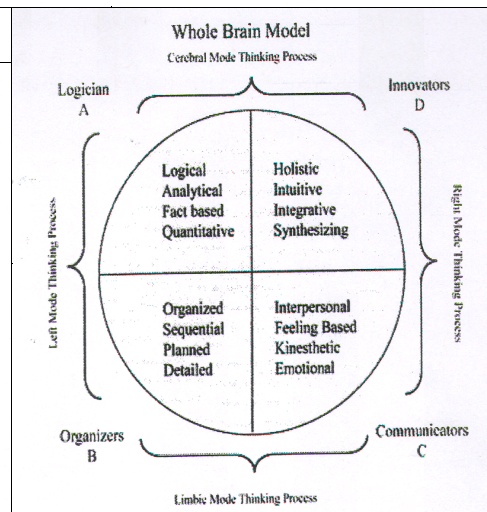 Whole Brain Model
Cerebral Mode Thinking Process
Logician
A
Innovators
D
Logical
Analytical
Fact based
Quantitative
Holistic
Intuitive
Integrative
Synthesizing
Left Mode Thinking Process
Right Mode Thinking Process
Organized
Sequential
Planned
Detailed
Interpersonal
Feeling Based
Kinesthetic
Emotional
Organizers
B
Communicators
C
Limbic Mode Thinking Process